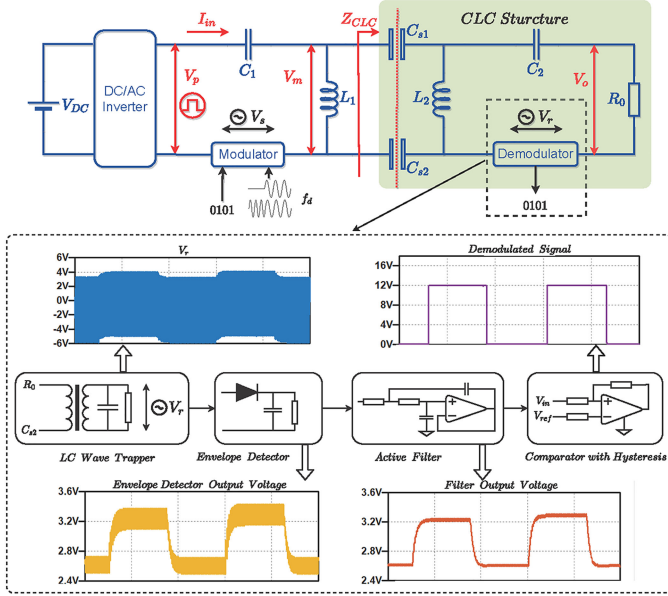 I_in
Z_CLC
CLC Sturcture
C_s1
C_1
C_2
V_DC
DC/AC
Inverter
V_p
V_m
L_1
L_2
V_o
R_0
V_s
V_r
Modulator
C_s2
Demodulator
0101
f_d
0101
V_r
6V
4V
2V
0V
-2V
-4V
-6V
Demodulated Signal
16V
12V
8V
4V
0V
R_0
C_s2
V_r
V_in
V_ref
LC Wave Trapper
Envelope Detector
Active Filter
Comparator with Hysteresis
Envelope Detector Output Voltage
3.6V
3.2V
2.8V
2.4V
Filter Output Voltage
3.6V
3.2V
2.8V
2.4V